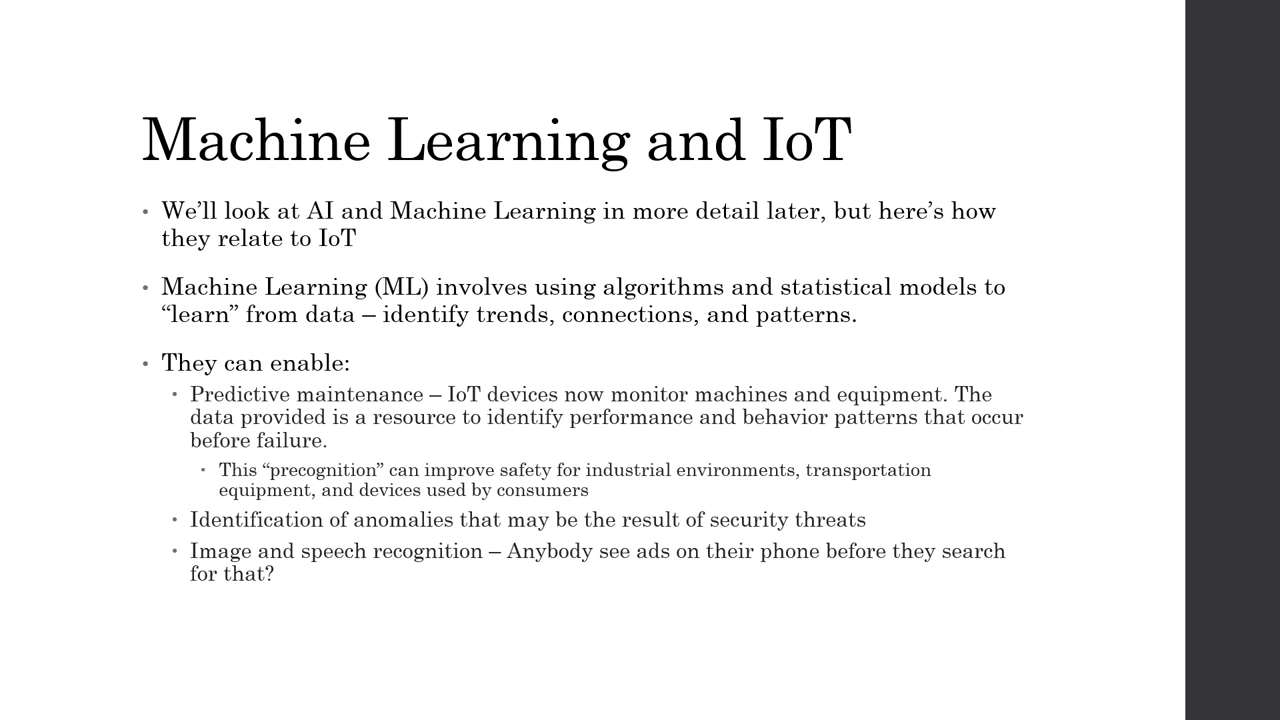 Machine Learning and IoT
• We’ll look at AI and Machine Learning in more detail later, but here’s how
they relate to IoT
• Machine Learning (ML) involves using algorithms and statistical models to
“learn” from data – identify trends, connections, and patterns.
• They can enable:
• Predictive maintenance – IoT devices now monitor machines and equipment. The
data provided is a resource to identify performance and behavior patterns that occur
before failure.
• This “precognition” can improve safety for industrial environments, transportation
equipment, and devices used by consumers
• Identification of anomalies that may be the result of security threats
• Image and speech recognition – Anybody see ads on their phone before they search
for that?